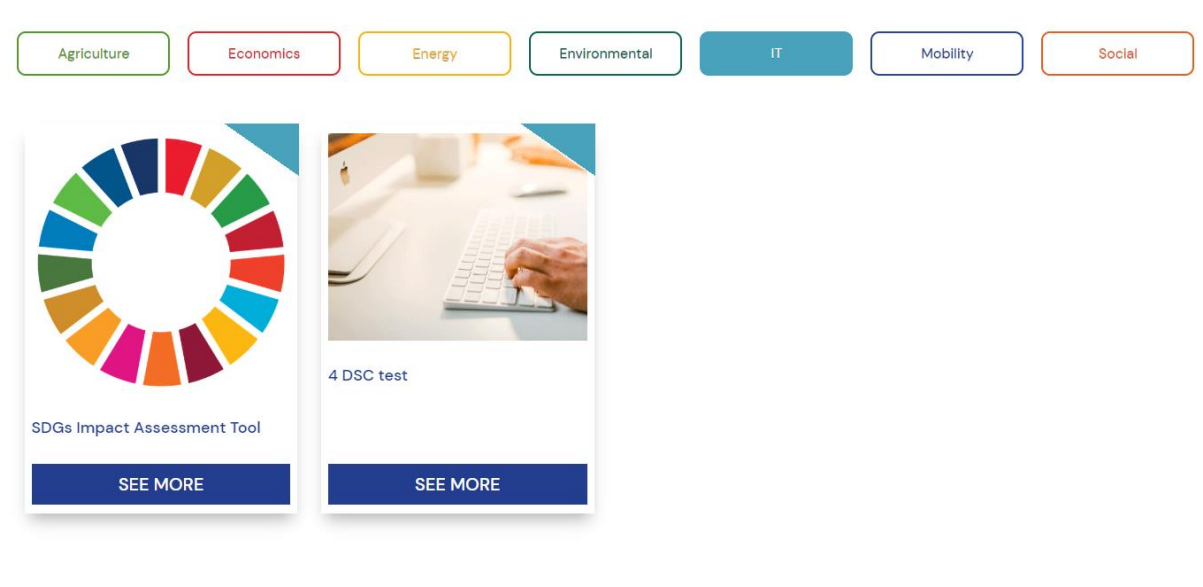 Agriculture
Economics
Energy
Environmental
IT
Mobility
Social
SDGs Impact Assessment Tool
SEE MORE
4 DSC test
SEE MORE